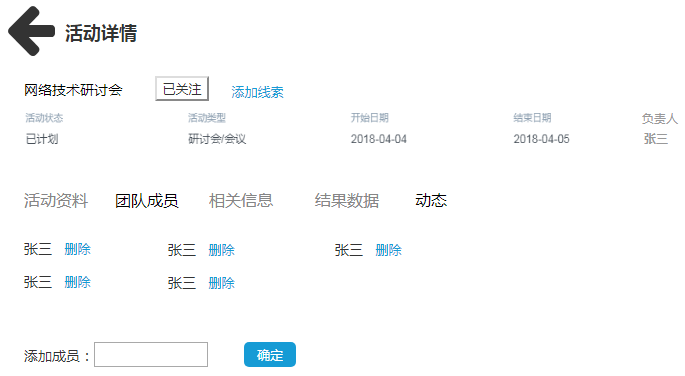 活动详情
网络技术研讨会 已关注 添加线索
活动状态 活动类型 开始日期 结束日期 负责人
已计划 研讨会/会议 2018-04-04 2018-04-05 张三
活动资料 团队成员 相关信息 结果数据 动态
张三 删除 张三 删除 张三 删除
张三 删除 张三 删除
添加成员： 确定